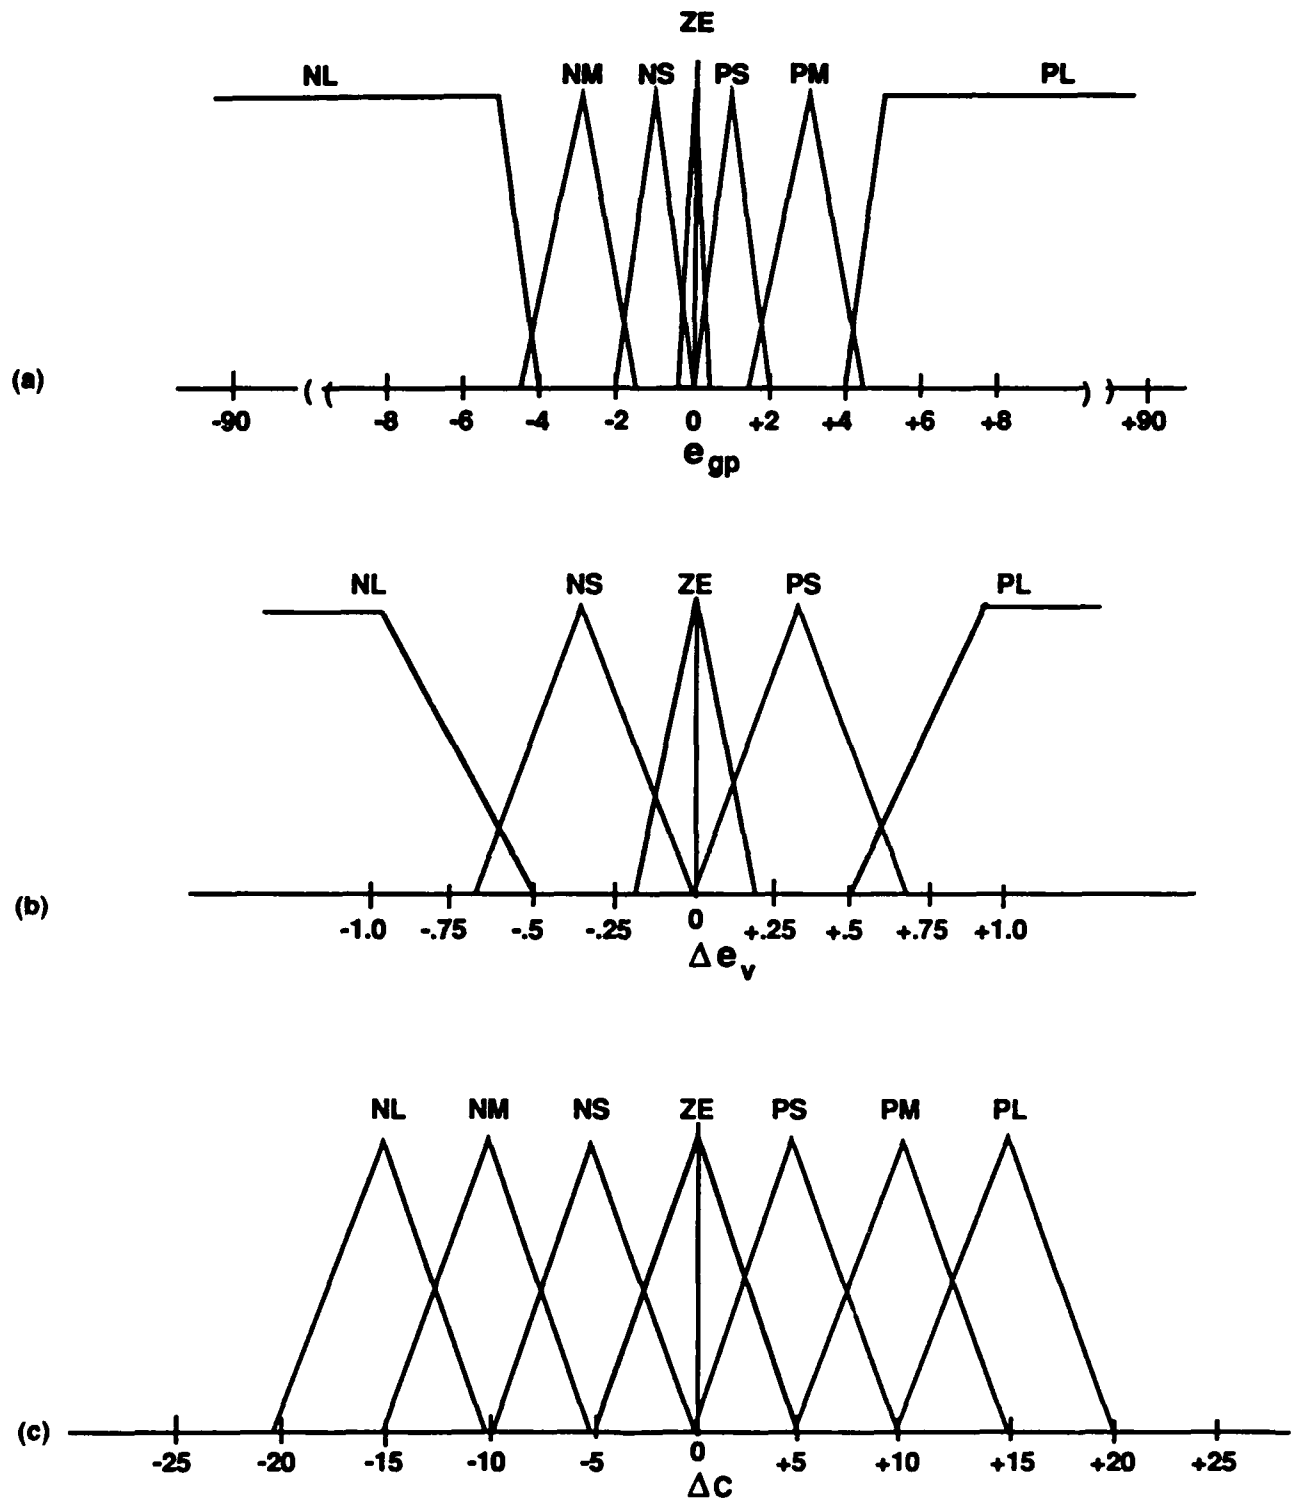 ZE
NL NM NS PS PM PL
(a)
( ( ) )
-90 -8 -6 -4 -2 0 +2 +4 +6 +8 +90
e gp
NL NS ZE PS PL
(b)
-1.0 -.75 -.5 -.25 0 +.25 +.5 +.75 +1.0
Δe v
NL NM NS ZE PS PM PL
(c)
-25 -20 -15 -10 -5 0 +5 +10 +15 +20 +25
ΔC